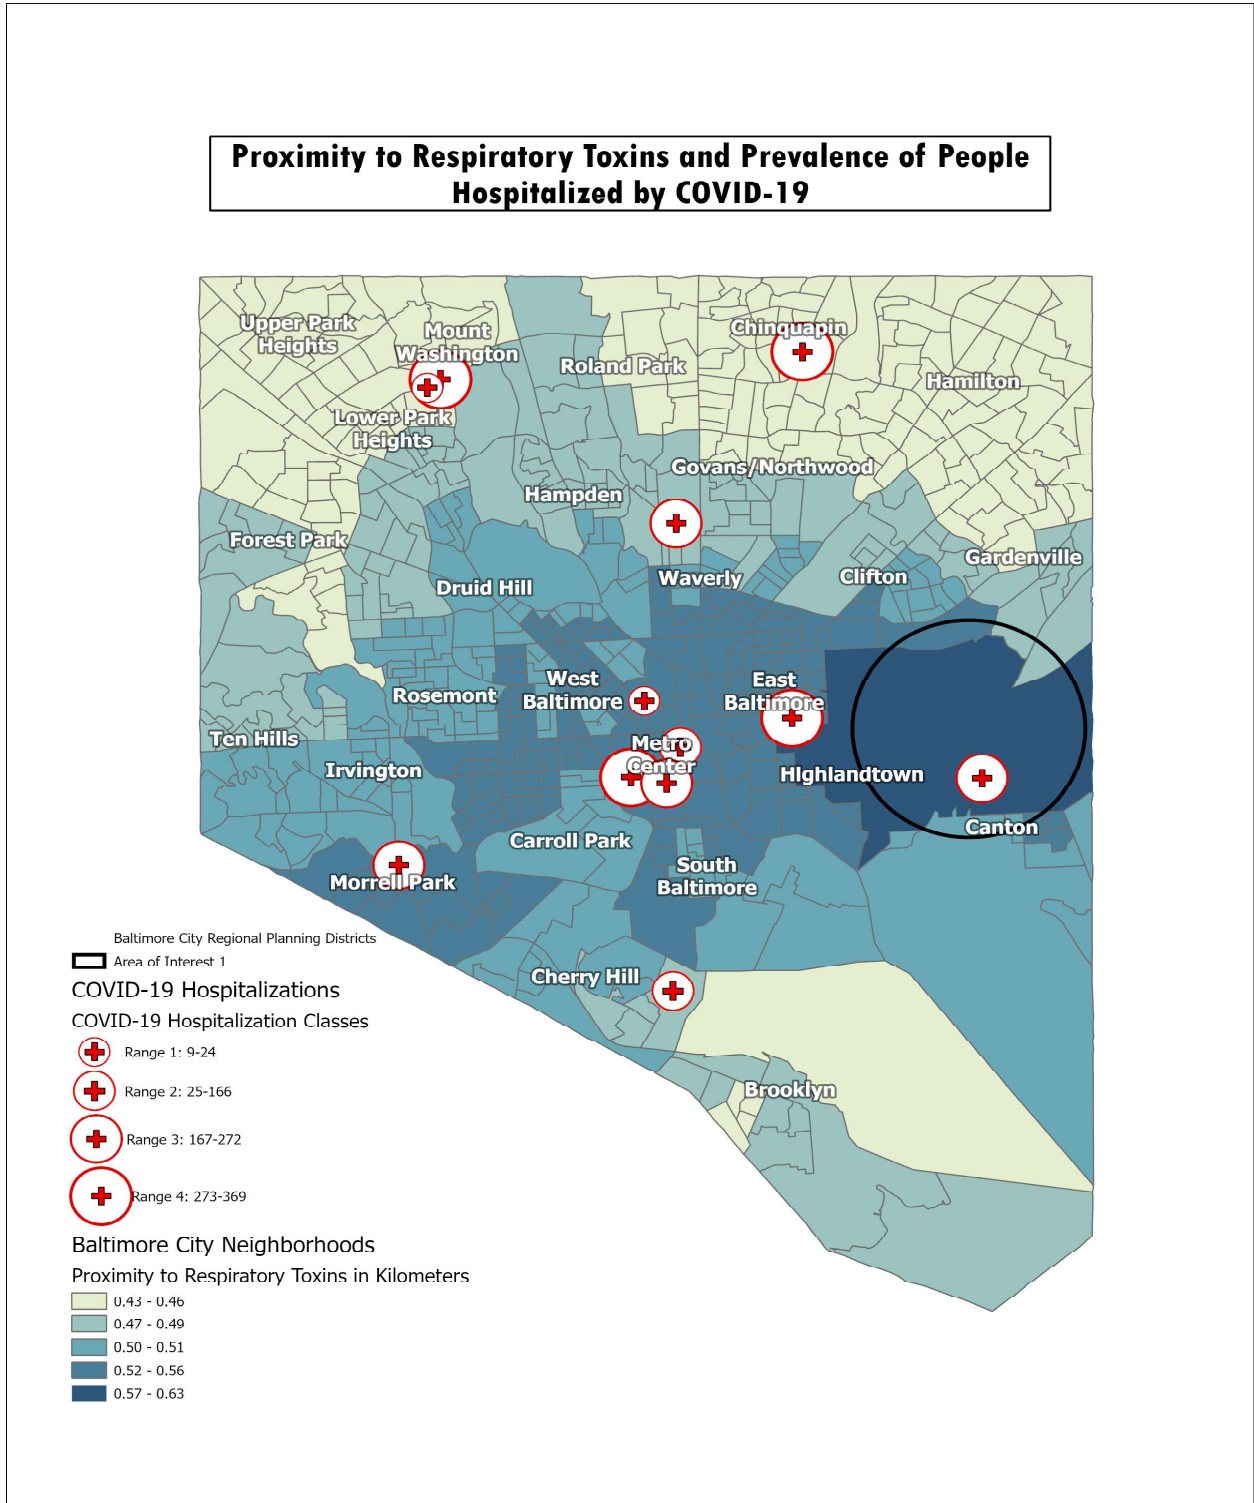 Proximity to Respiratory Toxins and Prevalence of People
Hospitalized by COVID-19
Upper Park
Heights
Mount
Washington
Chinquapin
Roland Park
Hamilton
Lower Park
Heights
Govans/Northwood
Hampden
Forest Park
Gardenville
Druid Hill
Waverly
Clifton
West
Baltimore
East
Baltimore
Rosemont
Ten Hills
Metro
Center
Irvington
HIghlandtown
Canton
Carroll Park
South
Baltimore
Morrell Park
Cherry Hill
Brooklyn
Baltimore City Regional Planning Districts
Area of Interest 1
COVID-19 Hospitalizations
COVID-19 Hospitalization Classes
Range 1: 9-24
Range 2: 25-166
Range 3: 167-272
Range 4: 273-369
Baltimore City Neighborhoods
Proximity to Respiratory Toxins in Kilometers
0.43 - 0.46
0.47 - 0.49
0.50 - 0.51
0.52 - 0.56
0.57 - 0.63